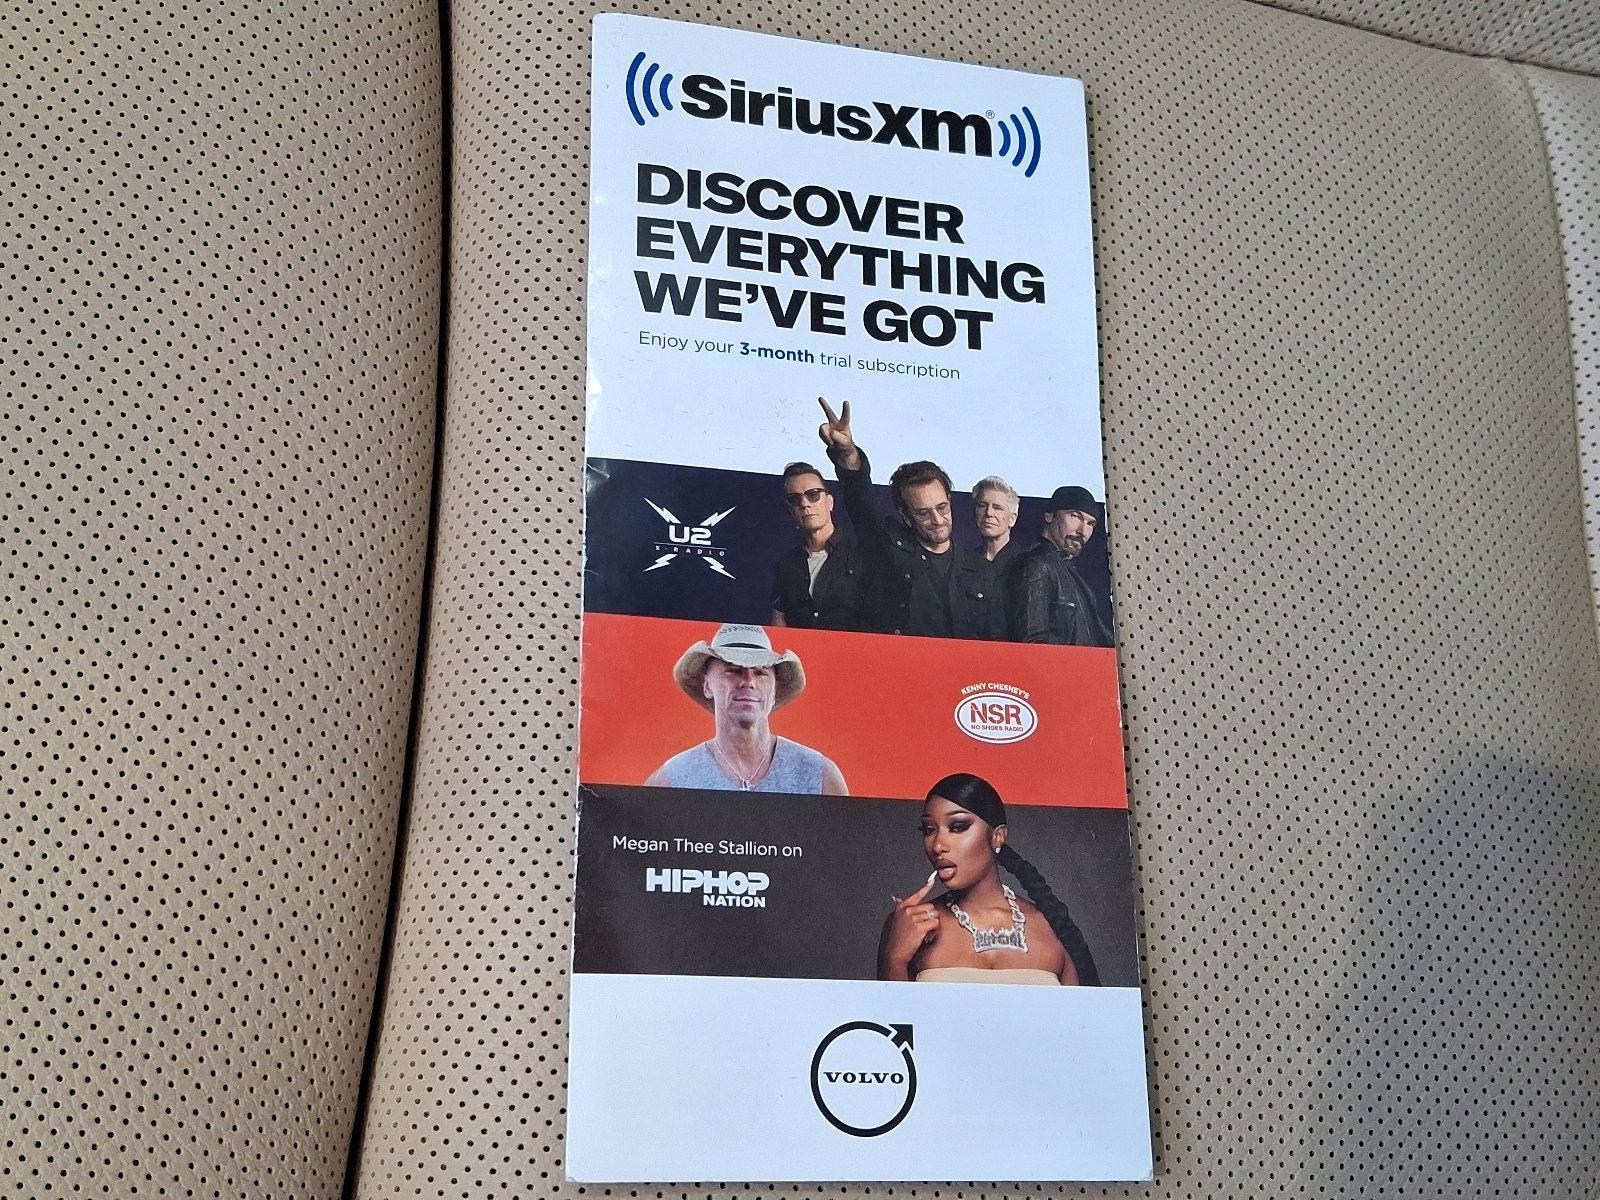 SiriusXM®
DISCOVER
EVERYTHING
WE'VE GOT
Enjoy your 3-month trial subscription
U2
X-RADIO
KENNY CHESNEY'S
NSR
NO SHOES RADIO
Megan Thee Stallion on
HIPHOP
NATION
VOLVO